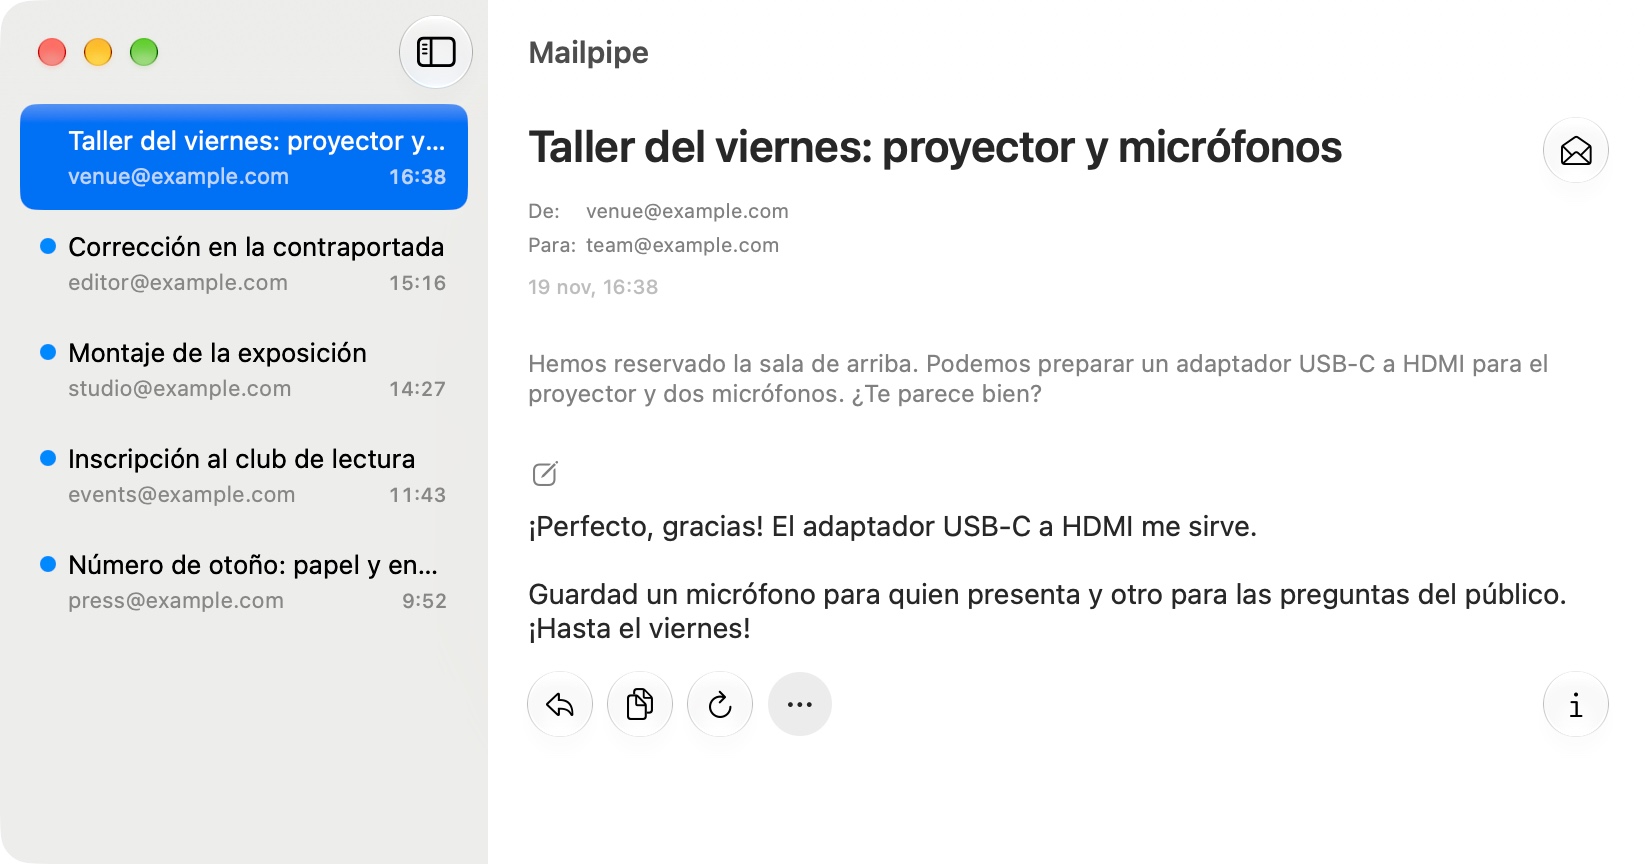 Taller del viernes: proyector y...
venue@example.com 16:38
Corrección en la contraportada
editor@example.com 15:16
Montaje de la exposición
studio@example.com 14:27
Inscripción al club de lectura
events@example.com 11:43
Número de otoño: papel y en...
press@example.com 9:52
Mailpipe
Taller del viernes: proyector y micrófonos
De: venue@example.com
Para: team@example.com
19 nov, 16:38
Hemos reservado la sala de arriba. Podemos preparar un adaptador USB-C a HDMI para el
proyector y dos micrófonos. ¿Te parece bien?
¡Perfecto, gracias! El adaptador USB-C a HDMI me sirve.
Guardad un micrófono para quien presenta y otro para las preguntas del público.
¡Hasta el viernes!